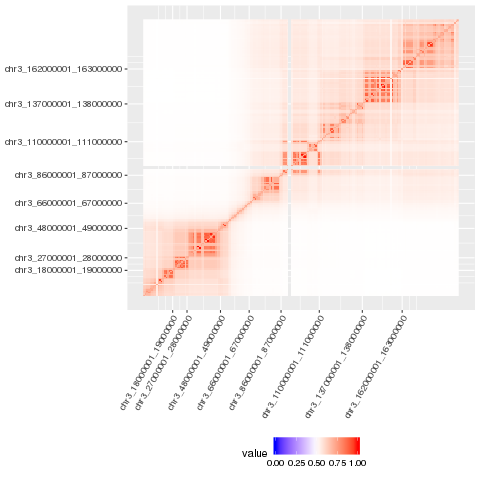 chr3_162000001_163000000
chr3_137000001_138000000
chr3_110000001_111000000
chr3_86000001_87000000
chr3_66000001_67000000
chr3_48000001_49000000
chr3_27000001_28000000
chr3_18000001_19000000
chr3_18000001_19000000
chr3_27000001_28000000
chr3_48000001_49000000
chr3_66000001_67000000
chr3_86000001_87000000
chr3_110000001_111000000
chr3_137000001_138000000
chr3_162000001_163000000
value
0.00 0.25 0.50 0.75 1.00